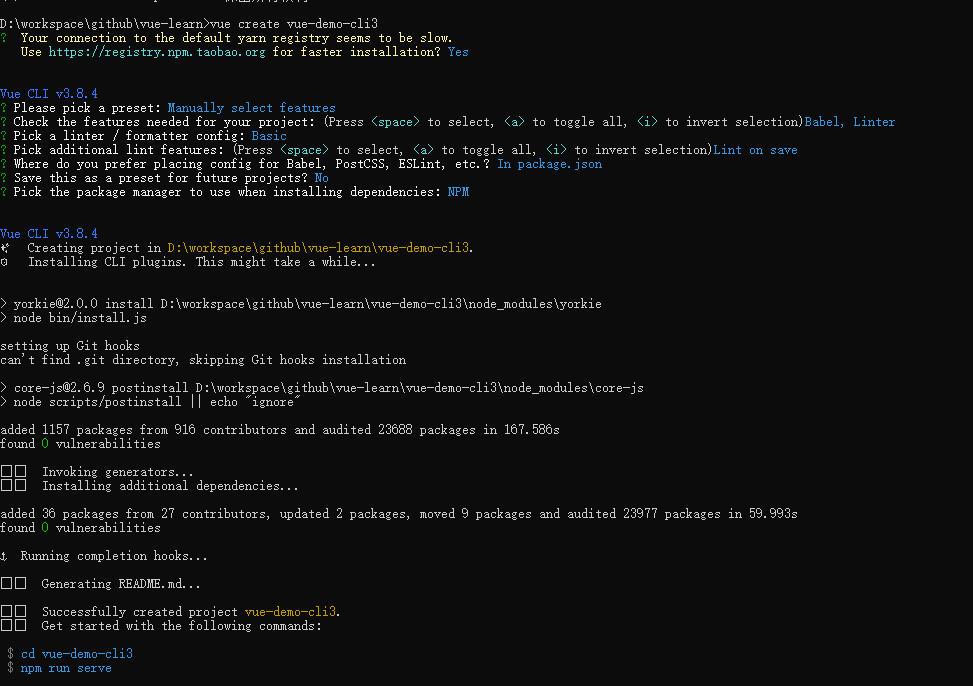 D:\workspace\github\vue-learn>vue create vue-demo-cli3
? Your connection to the default yarn registry seems to be slow.
Use https://registry.npm.taobao.org for faster installation? Yes
Vue CLI v3.8.4
? Please pick a preset: Manually select features
? Check the features needed for your project: (Press <space> to select, <a> to toggle all, <i> to invert selection)Babel, Linter
? Pick a linter / formatter config: Basic
? Pick additional lint features: (Press <space> to select, <a> to toggle all, <i> to invert selection)Lint on save
? Where do you prefer placing config for Babel, PostCSS, ESLint, etc.? In package.json
? Save this as a preset for future projects? No
? Pick the package manager to use when installing dependencies: NPM
Vue CLI v3.8.4
Creating project in D:\workspace\github\vue-learn\vue-demo-cli3.
Installing CLI plugins. This might take a while...
> yorkie@2.0.0 install D:\workspace\github\vue-learn\vue-demo-cli3\node_modules\yorkie
> node bin/install.js
setting up Git hooks
can't find .git directory, skipping Git hooks installation
> core-js@2.6.9 postinstall D:\workspace\github\vue-learn\vue-demo-cli3\node_modules\core-js
> node scripts/postinstall || echo "ignore"
added 1157 packages from 916 contributors and audited 23688 packages in 167.586s
found 0 vulnerabilities
Invoking generators...
Installing additional dependencies...
added 36 packages from 27 contributors, updated 2 packages, moved 9 packages and audited 23977 packages in 59.993s
found 0 vulnerabilities
Running completion hooks...
Generating README.md...
Successfully created project vue-demo-cli3.
Get started with the following commands:
$ cd vue-demo-cli3
$ npm run serve